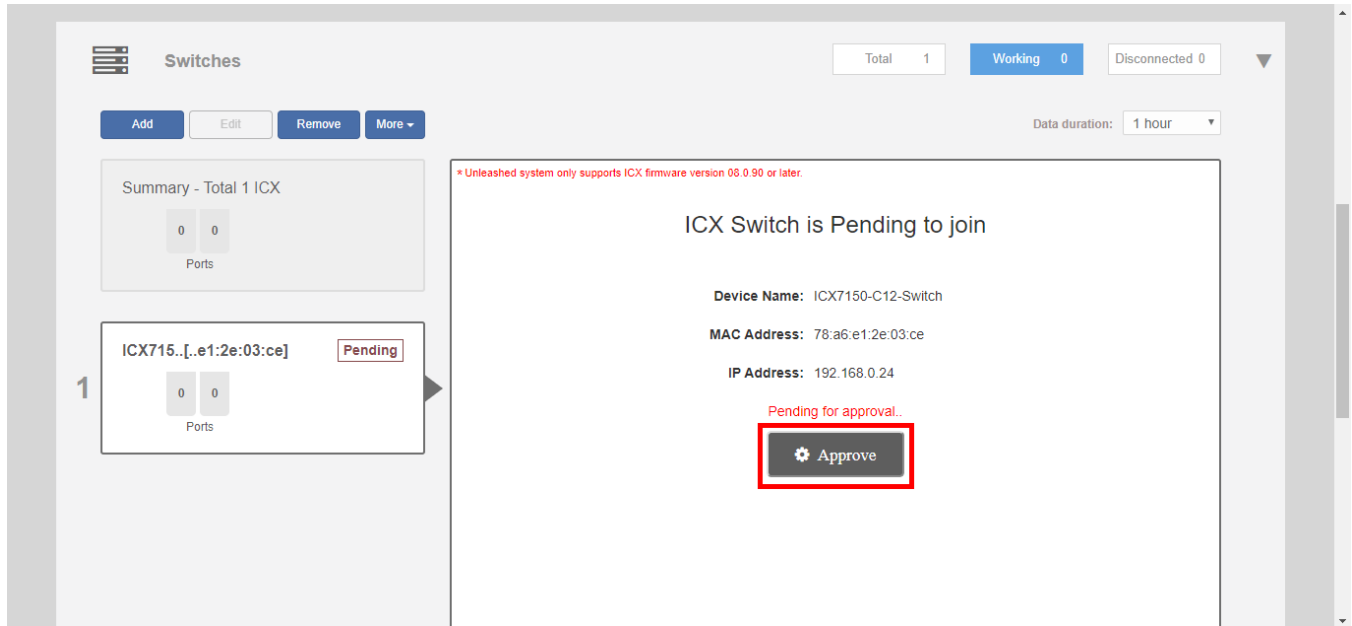 Switches
Total 1
Working 0
Disconnected 0
Add
Edit
Remove
More
Data duration: 1 hour
Summary - Total 1 ICX
0 0
Ports
1
ICX715..[..e1:2e:03:ce]
Pending
0 0
Ports
* Unleashed system only supports ICX firmware version 08.0.90 or later.
ICX Switch is Pending to join
Device Name: ICX7150-C12-Switch
MAC Address: 78:a6:e1:2e:03:ce
IP Address: 192.168.0.24
Pending for approval..
Approve